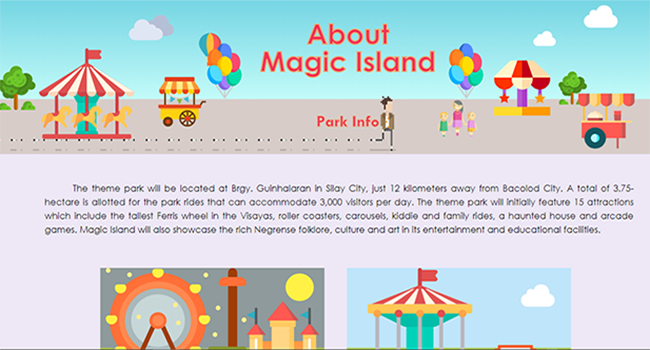 About
Magic Island
Park Info
The theme park will be located at Brgy. Guinhalaran in Silay City, just 12 kilometers away from Bacolod City. A total of 3.75-
hectare is allotted for the park rides that can accommodate 3,000 visitors per day. The theme park will initially feature 15 attractions
which include the tallest Ferris wheel in the Visayas, roller coasters, carousels, kiddie and family rides, a haunted house and arcade
games. Magic Island will also showcase the rich Negrense folklore, culture and art in its entertainment and educational facilities.